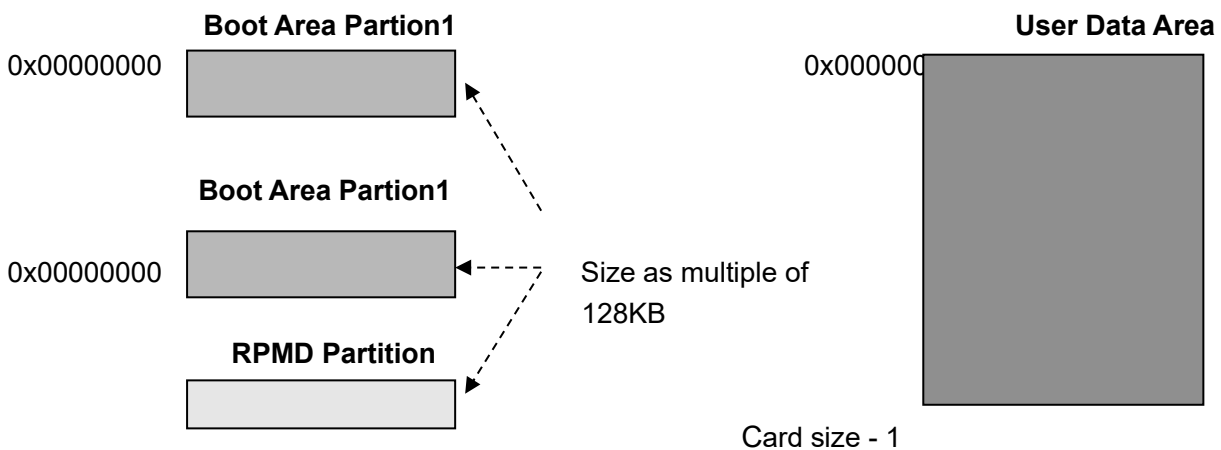 Boot Area Partion1
User Data Area
0x00000000
0x000000
Boot Area Partion1
0x00000000
Size as multiple of
128KB
RPMD Partition
Card size - 1